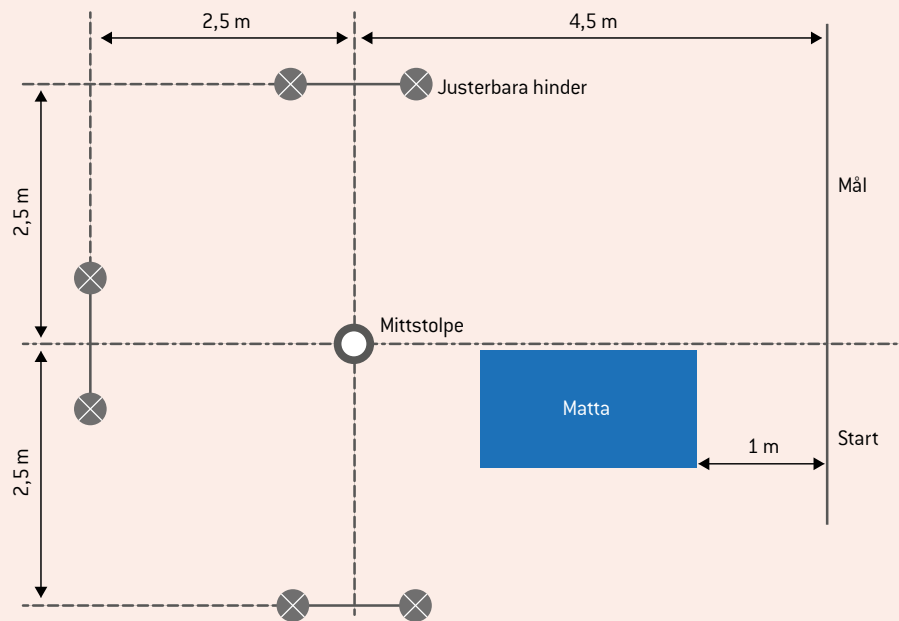 2,5 m
4,5 m
Justerbara hinder
2,5 m
Mål
Mittstolpe
Matta
Start
1 m
2,5 m